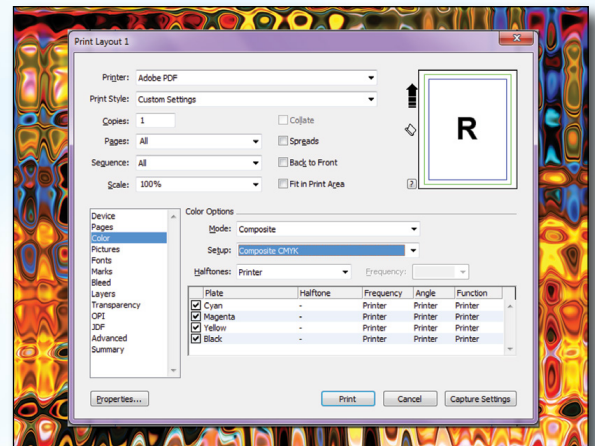 Print Layout 1
Printer: Adobe PDF
Print Style: Custom Settings
Copies: 1
Collate
Pages: All
Spreads
Sequence: All
Back to Front
Scale: 100%
Fit in Print Area
R
?
Device
Pages
Color
Pictures
Fonts
Marks
Bleed
Layers
Transparency
OPI
JDF
Advanced
Summary
Color Options
Mode: Composite
Setup: Composite CMYK
Halftones: Printer
Frequency:
Plate Halftone Frequency Angle Function
Cyan - Printer Printer Printer
Magenta - Printer Printer Printer
Yellow - Printer Printer Printer
Black - Printer Printer Printer
Properties...
Print
Cancel
Capture Settings